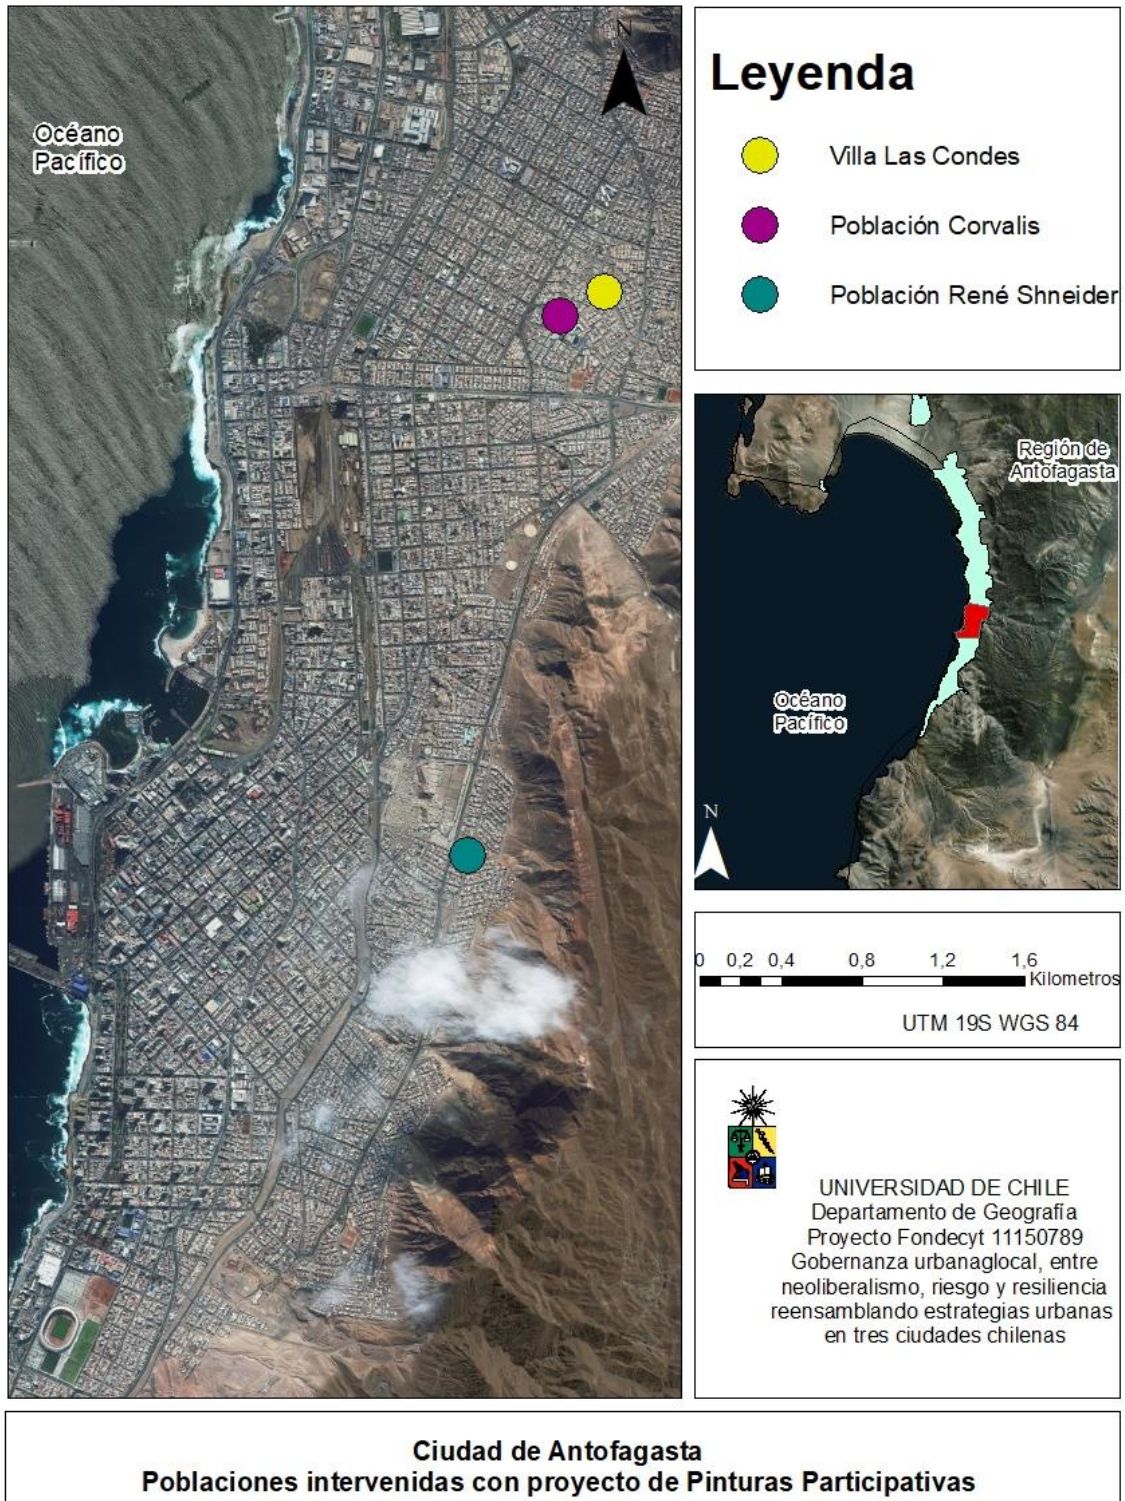 N
Océano
Pacífico
Leyenda
Villa Las Condes
Población Corvalis
Población René Shneider
Región de
Antofagasta
Océano
Pacífico
N
0 0,2 0,4 0,8 1,2 1,6
Kilometros
UTM 19S WGS 84
UNIVERSIDAD DE CHILE
Departamento de Geografía
Proyecto Fondecyt 11150789
Gobernanza urbanaglocal, entre
neoliberalismo, riesgo y resiliencia
reensamblando estrategias urbanas
en tres ciudades chilenas
Ciudad de Antofagasta
Poblaciones intervenidas con proyecto de Pinturas Participativas